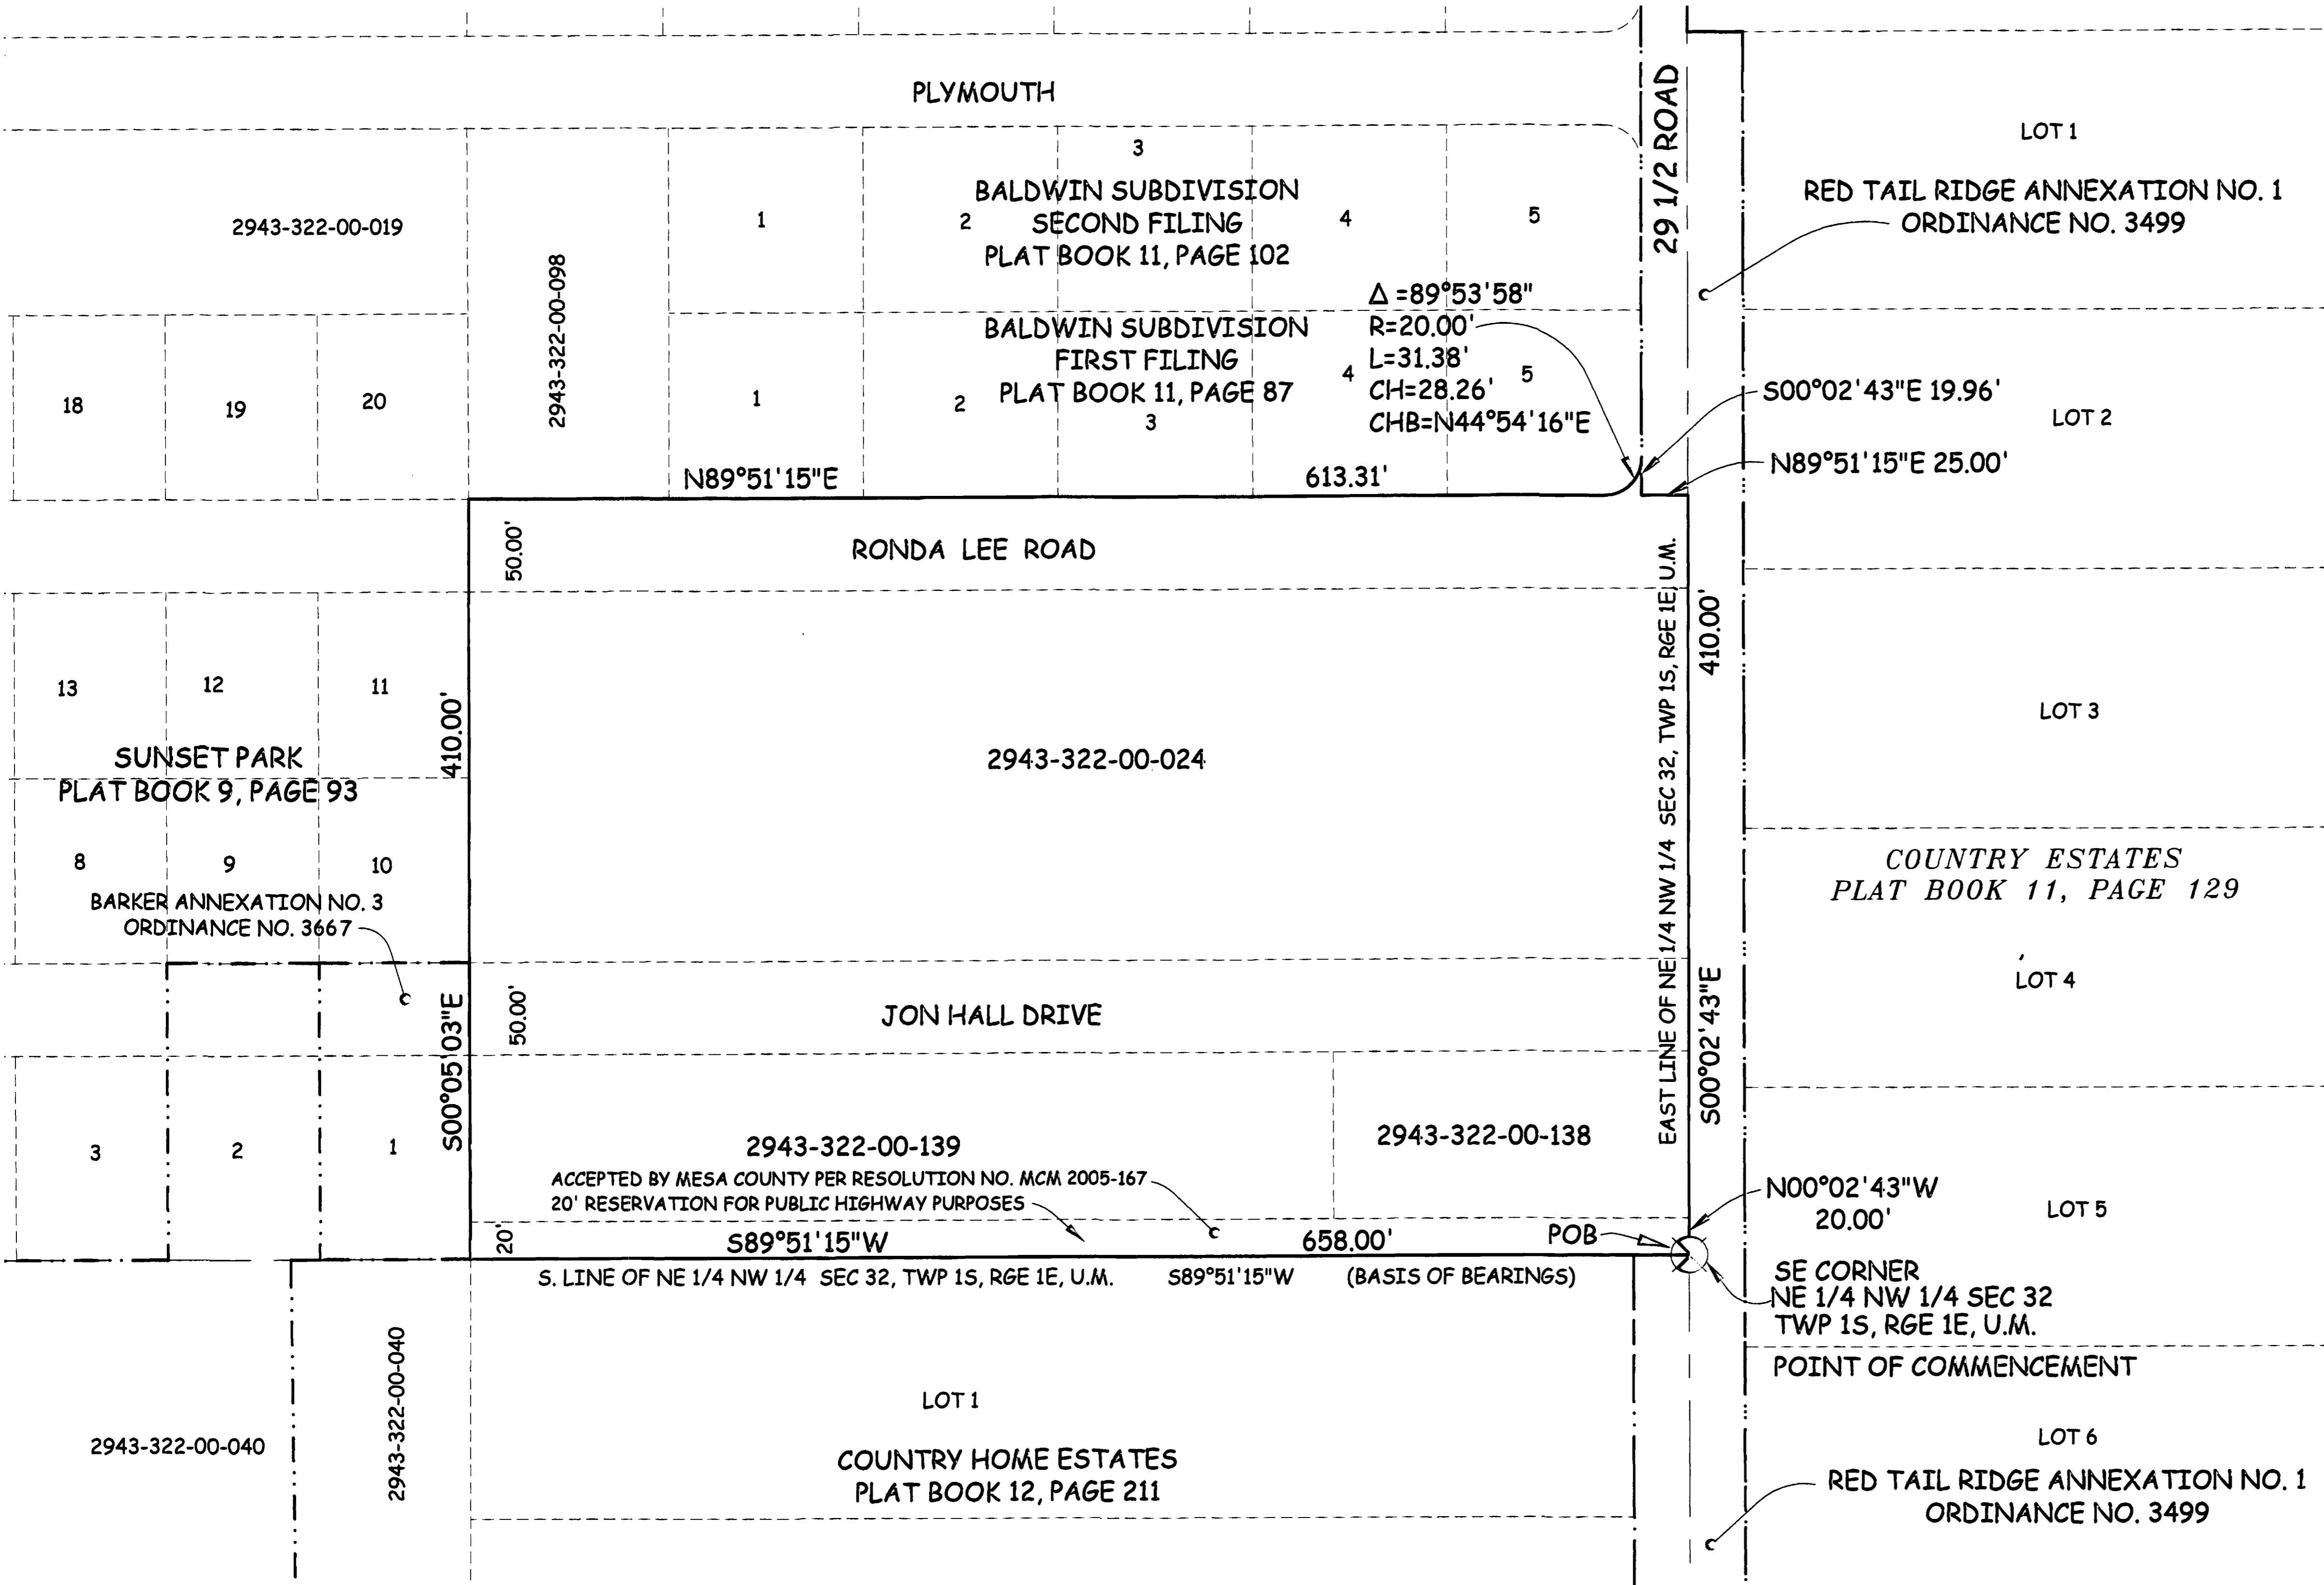 PLYMOUTH
29 1/2 ROAD
LOT 1
RED TAIL RIDGE ANNEXATION NO. 1
ORDINANCE NO. 3499
2943-322-00-019
2943-322-00-098
3
BALDWIN SUBDIVISION
SECOND FILING
PLAT BOOK 11, PAGE 102
1
2
4
5
Δ =89°53'58"
R=20.00'
L=31.38'
CH=28.26'
CHB=N44°54'16"E
BALDWIN SUBDIVISION
FIRST FILING
PLAT BOOK 11, PAGE 87
1
2
3
4
5
18
19
20
S00°02'43"E 19.96'
LOT 2
N89°51'15"E 25.00'
N89°51'15"E
613.31'
50.00'
RONDA LEE ROAD
EAST LINE OF NE 1/4 NW 1/4 SEC 32, TWP 1S, RGE 1E, U.M.
410.00'
S00°02'43"E
13
12
11
410.00'
S00°05'03"E
SUNSET PARK
PLAT BOOK 9, PAGE 93
2943-322-00-024
LOT 3
8
9
10
BARKER ANNEXATION NO. 3
ORDINANCE NO. 3667
COUNTRY ESTATES
PLAT BOOK 11, PAGE 129
LOT 4
50.00'
JON HALL DRIVE
3
2
1
2943-322-00-139
2943-322-00-138
ACCEPTED BY MESA COUNTY PER RESOLUTION NO. MCM 2005-167
20' RESERVATION FOR PUBLIC HIGHWAY PURPOSES
N00°02'43"W
20.00'
LOT 5
20'
S89°51'15"W
658.00'
POB
S. LINE OF NE 1/4 NW 1/4 SEC 32, TWP 1S, RGE 1E, U.M.
S89°51'15"W
(BASIS OF BEARINGS)
SE CORNER
NE 1/4 NW 1/4 SEC 32
TWP 1S, RGE 1E, U.M.
POINT OF COMMENCEMENT
2943-322-00-040
2943-322-00-040
LOT 1
COUNTRY HOME ESTATES
PLAT BOOK 12, PAGE 211
LOT 6
RED TAIL RIDGE ANNEXATION NO. 1
ORDINANCE NO. 3499